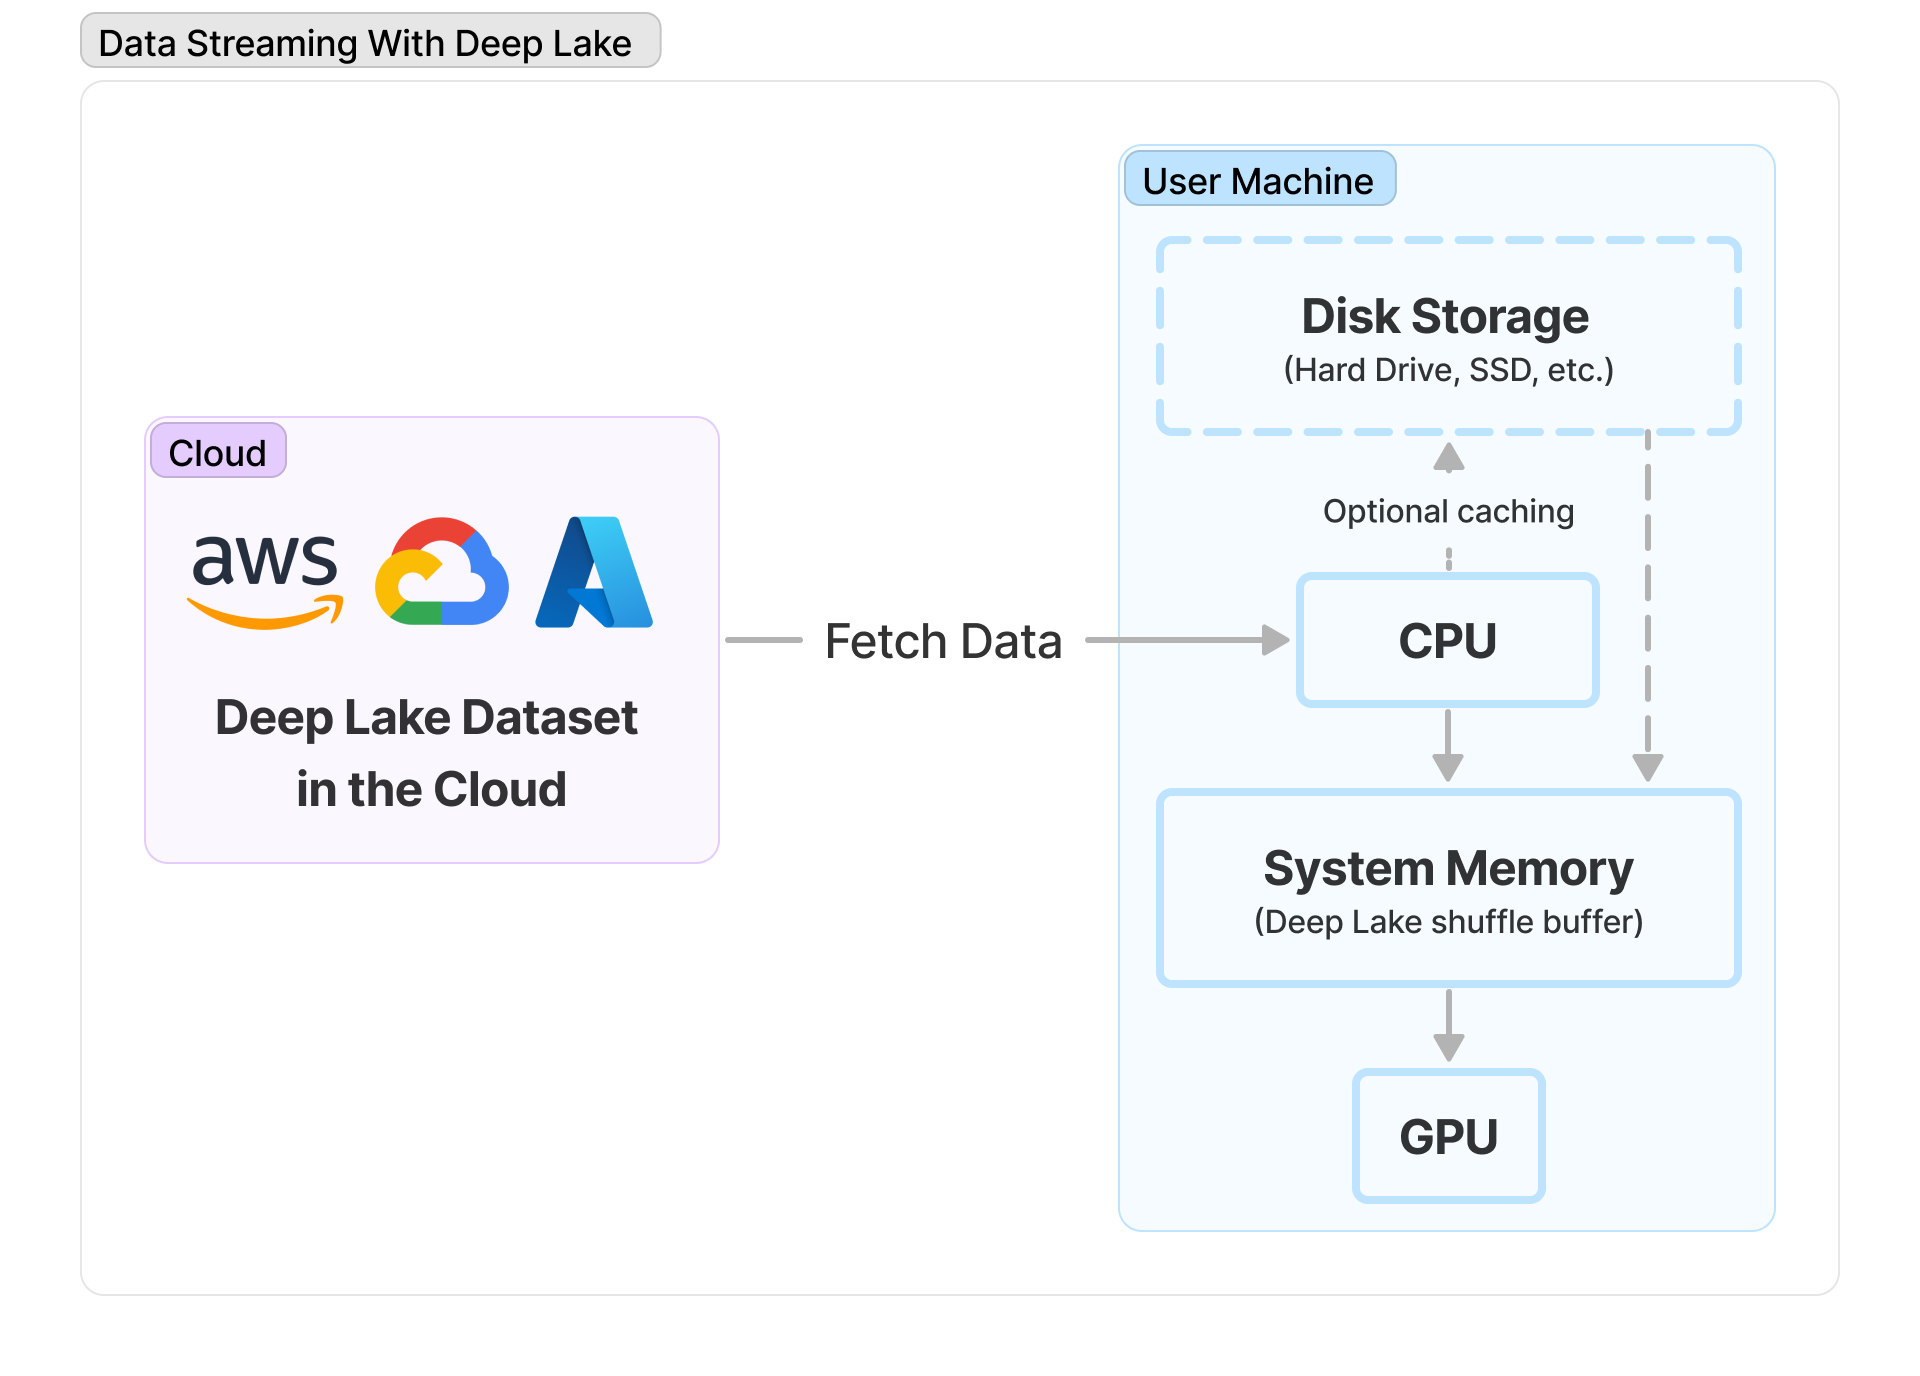 Data Streaming With Deep Lake
User Machine
Disk Storage
(Hard Drive, SSD, etc.)
Cloud
aws
Optional caching
Fetch Data
CPU
Deep Lake Dataset
in the Cloud
System Memory
(Deep Lake shuffle buffer)
GPU